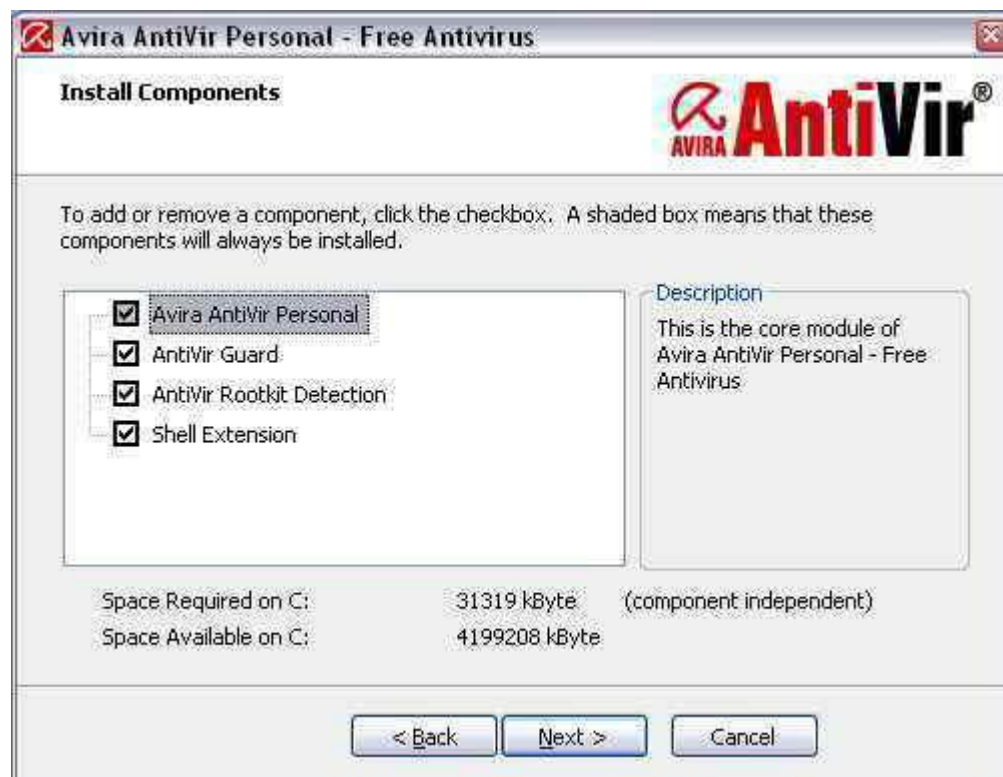 Avira AntiVir Personal - Free Antivirus
Install Components
AVIRA AntiVir®
To add or remove a component, click the checkbox. A shaded box means that these
components will always be installed.
Avira AntiVir Personal
AntiVir Guard
AntiVir Rootkit Detection
Shell Extension
Description
This is the core module of
Avira AntiVir Personal - Free
Antivirus
Space Required on C: 31319 kByte (component independent)
Space Available on C: 4199208 kByte
< Back Next > Cancel